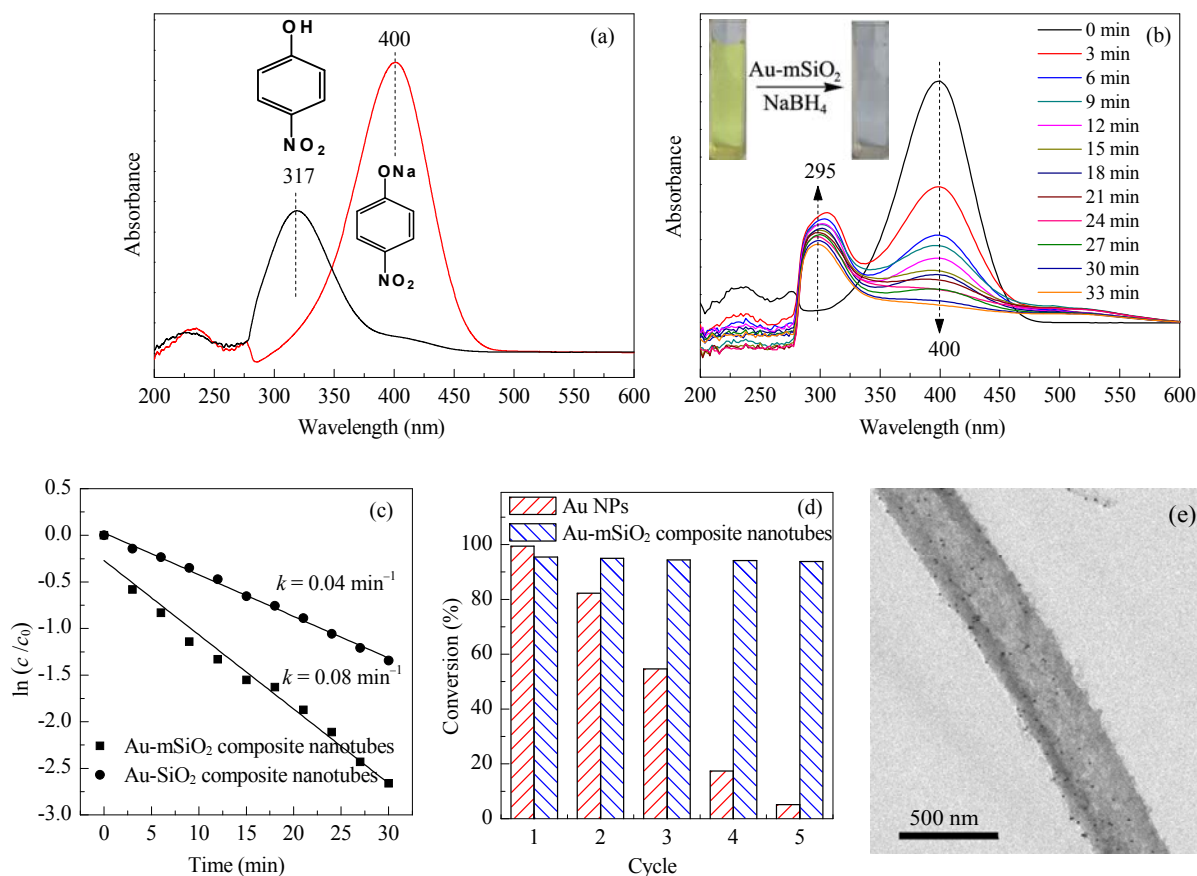 (a)
OH
NO₂
317
400
ONa
NO₂
Absorbance
200 250 300 350 400 450 500 550 600
Wavelength (nm)
(b)
Au-mSiO₂
NaBH₄
295
400
0 min
3 min
6 min
9 min
12 min
15 min
18 min
21 min
24 min
27 min
30 min
33 min
Absorbance
200 250 300 350 400 450 500 550 600
Wavelength (nm)
(c)
0.5
0.0
-0.5
-1.0
-1.5
-2.0
-2.5
-3.0
ln (c/c₀)
k = 0.04 min⁻¹
k = 0.08 min⁻¹
Au-mSiO₂ composite nanotubes
Au-SiO₂ composite nanotubes
0 5 10 15 20 25 30 35
Time (min)
(d)
Au NPs
Au-mSiO₂ composite nanotubes
100
80
60
40
20
0
Conversion (%)
1 2 3 4 5
Cycle
(e)
500 nm